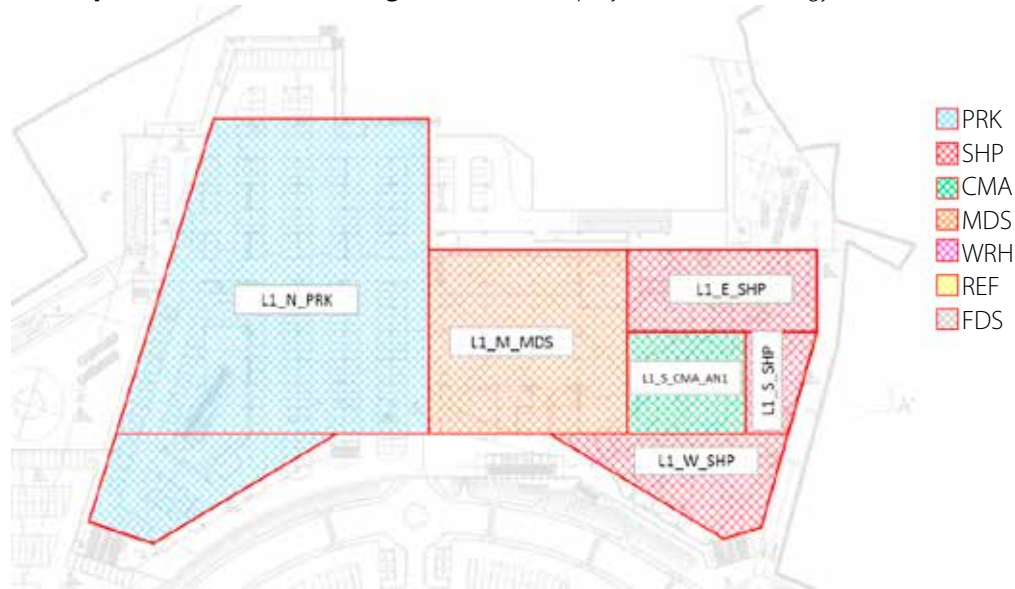 L1_N_PRK
L1_M_MDS
L1_E_SHP
L1_S_CMA_AN1
L1_S_SHP
L1_W_SHP
PRK
SHP
CMA
MDS
WRH
REF
FDS